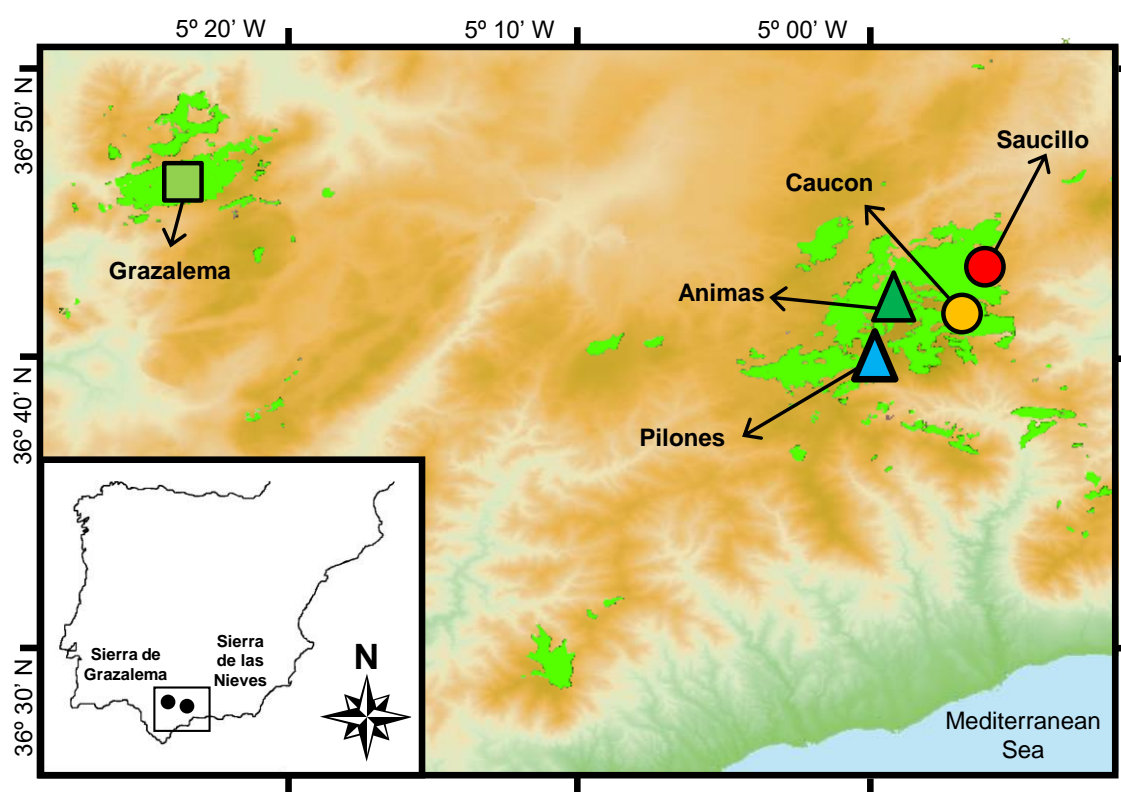 5º 20’ W
5º 10’ W
5º 00’ W
36º 50’ N
36º 40’ N
36º 30’ N
Saucillo
Caucon
Grazalema
Animas
Pilones
Sierra de
Grazalema
Sierra
de las
Nieves
N
Mediterranean
Sea